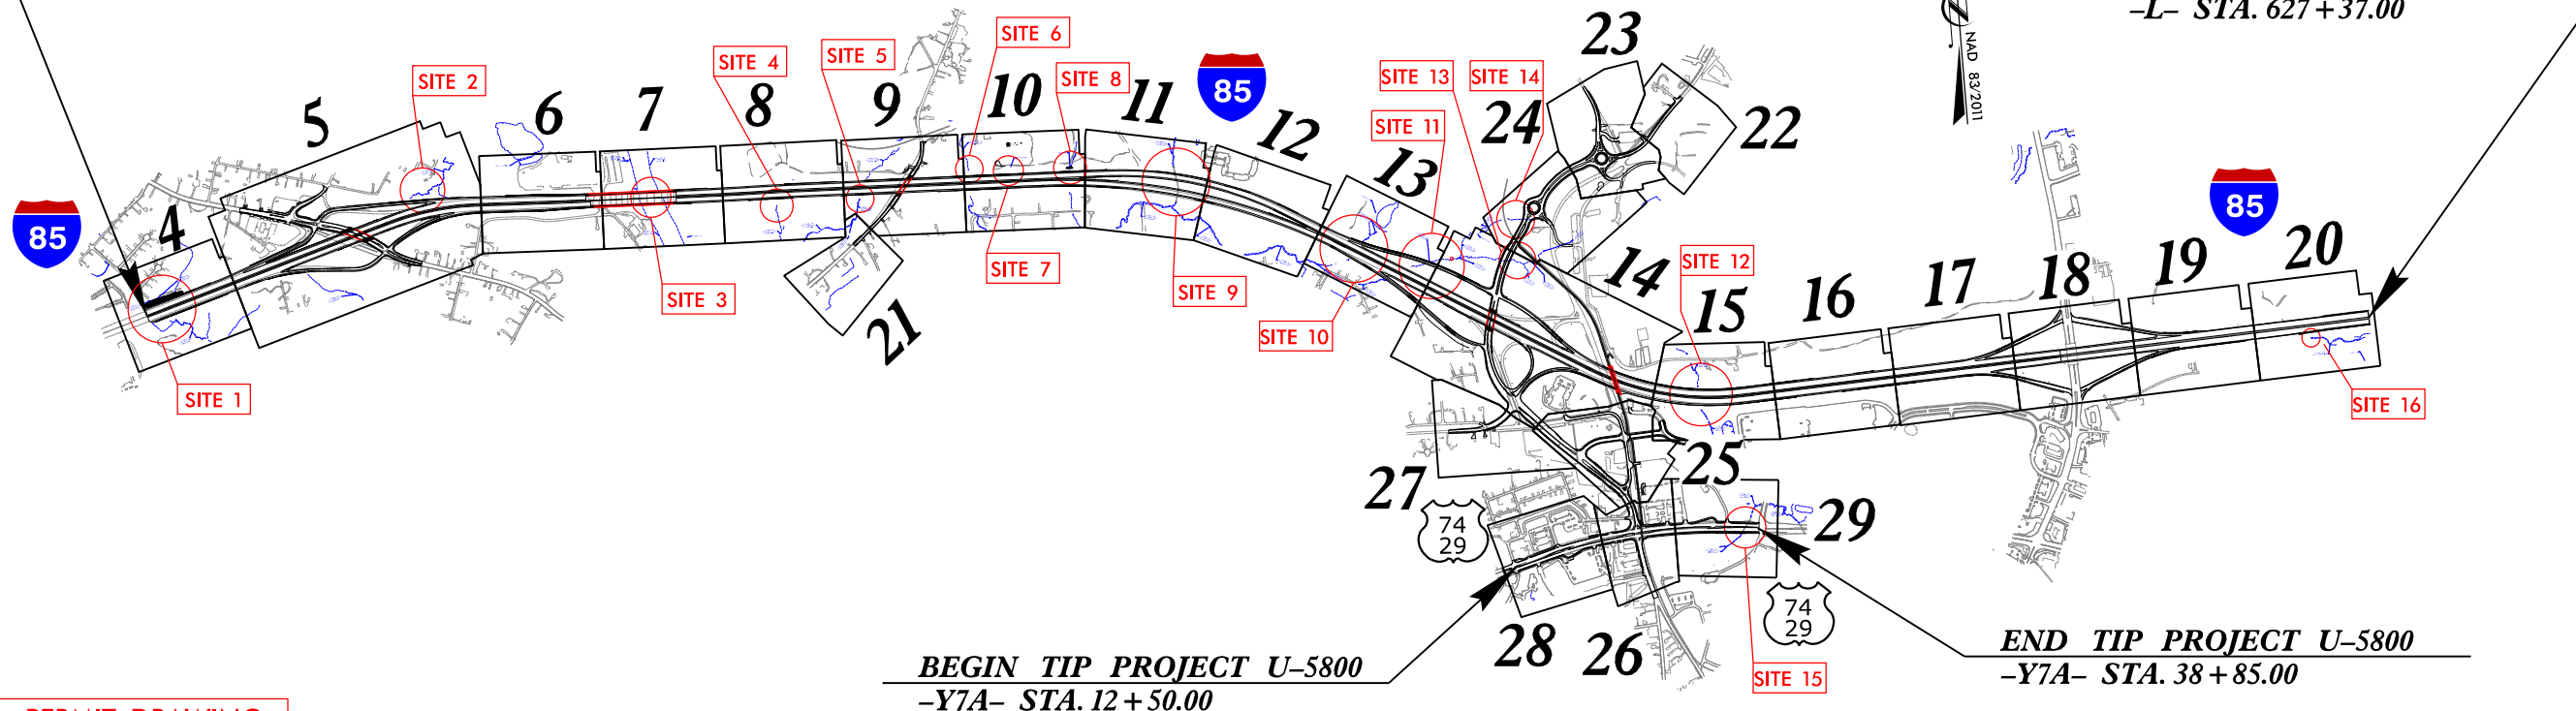 -L- STA. 627+37.00
NAD 83/2011
23
SITE 6
SITE 4
SITE 5
SITE 2
SITE 8
SITE 13
SITE 14
5
6
7
8
9
10
11
85
12
SITE 11
24
22
13
4
85
14
SITE 12
85
20
19
18
17
16
15
SITE 3
SITE 7
SITE 9
SITE 10
21
SITE 1
SITE 16
25
27
74
29
29
28
26
74
29
SITE 15
BEGIN TIP PROJECT U-5800
-Y7A- STA. 12+50.00
END TIP PROJECT U-5800
-Y7A- STA. 38+85.00